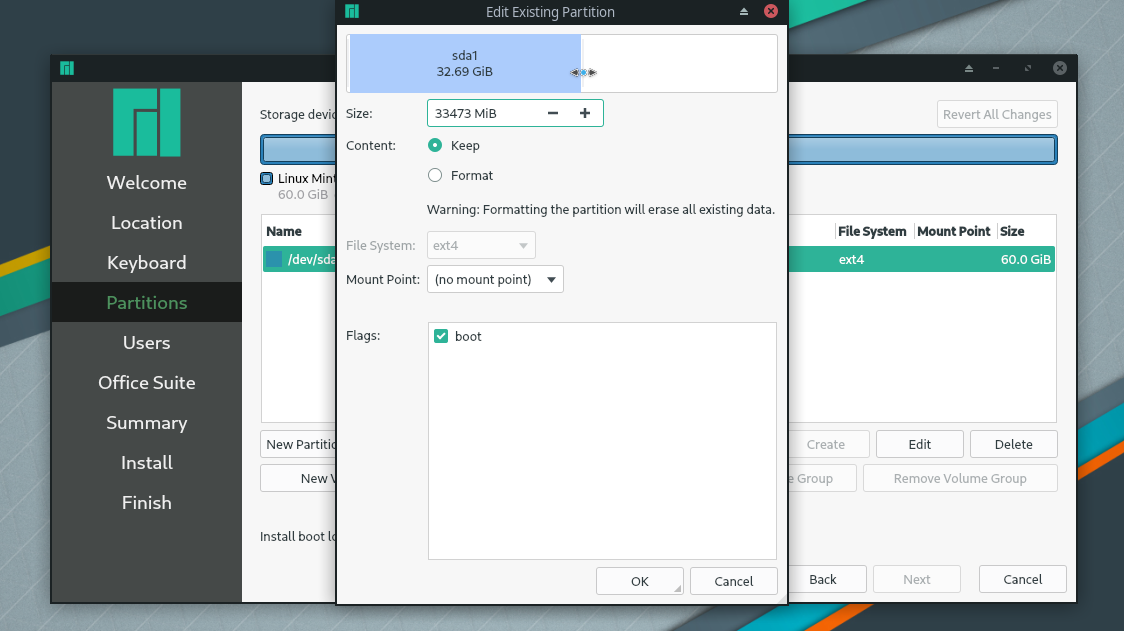 Edit Existing Partition
sda1
32.69 GiB
Size:
33473 MiB
Content:
Keep
Format
Warning: Formatting the partition will erase all existing data.
File System:
ext4
Mount Point:
(no mount point)
Flags:
boot
OK
Cancel
Welcome
Location
Keyboard
Partitions
Users
Office Suite
Summary
Install
Finish
Storage
Revert All Changes
Linux Mint
60.0 GiB
Name
File System
Mount Point
Size
/dev/sda
ext4
60.0 GiB
New
Create
Edit
Delete
New
Group
Remove Volume Group
Install boot
Back
Next
Cancel